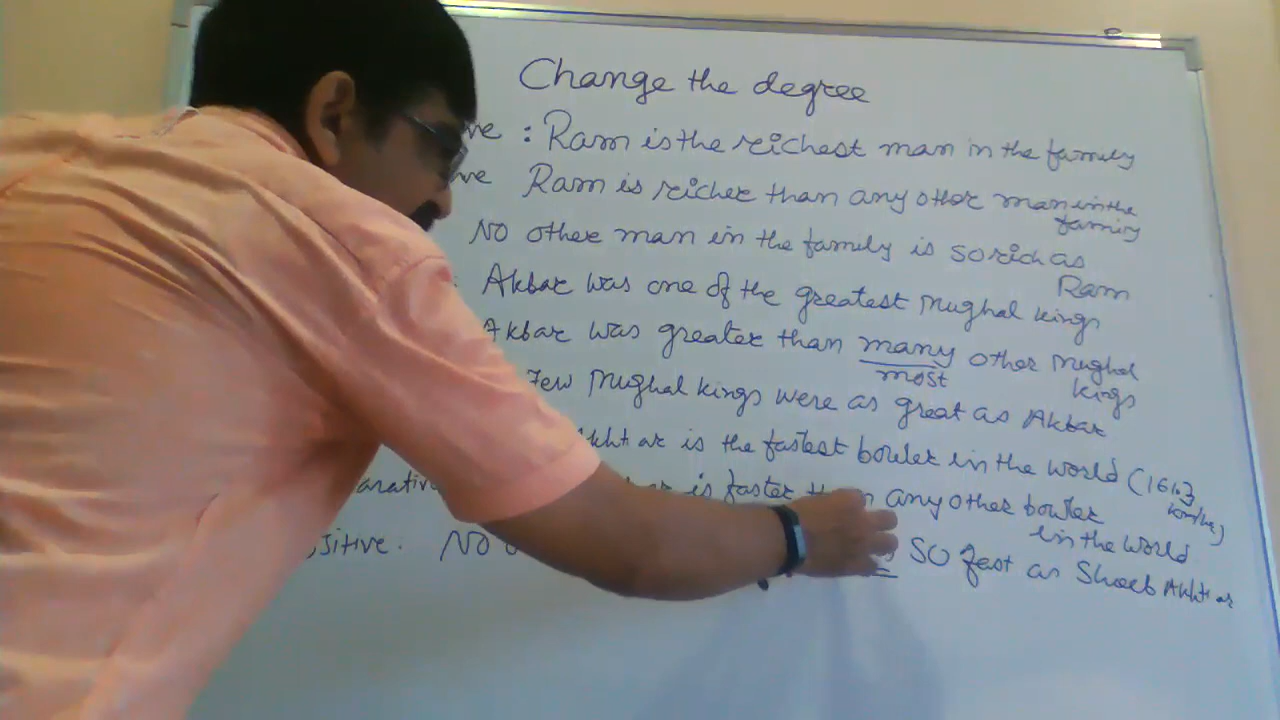 Change the degree
ve : Ram is the richest man in the family
ve Ram is richer than any other man in the
family
No other man in the family is so rich as
Ram
Akbar was one of the greatest Mughal kings
Akbar was greater than many other Mughal
most kings
Few Mughal kings were as great as Akbar
Akhtar is the fastest bowler in the world (161.3
km/hr)
arative is faster than any other bowler
in the world
sitive. No so fast as Shoeb Akhtar